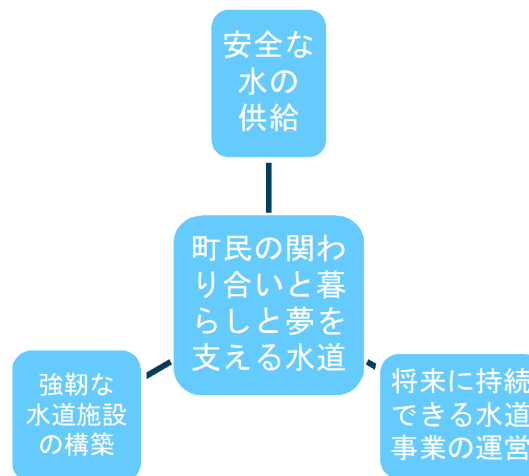 安全な
水の
供給
町民の関わ
り合いと暮
らしと夢を
支える水道
強靭な
水道施設
の構築
将来に持続
できる水道
事業の運営